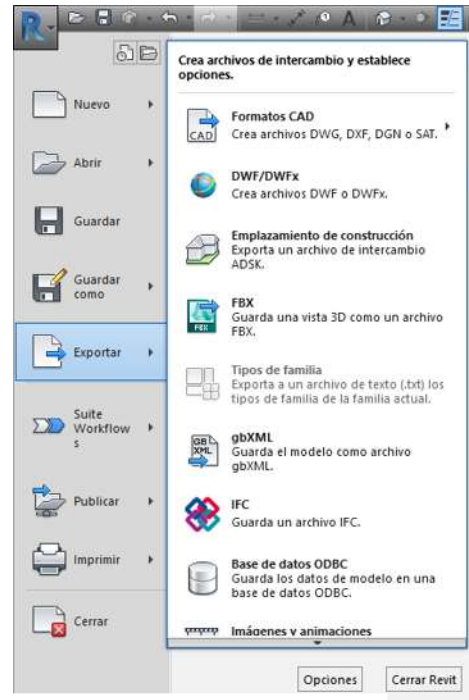 R
A
Crea archivos de intercambio y establece
opciones.
Nuevo
Abrir
Guardar
Guardar
como
Exportar
Suite
Workflow
s
Publicar
Imprimir
Cerrar
CAD
Formatos CAD
Crea archivos DWG, DXF, DGN o SAT.
DWF/DWFx
Crea archivos DWF o DWFx.
Emplazamiento de construcción
Exporta un archivo de intercambio
ADSK.
FBX
FBX
Guarda una vista 3D como un archivo
FBX.
Tipos de familia
Exporta a un archivo de texto (.txt) los
tipos de familia de la familia actual.
GB
XML
gbXML
Guarda el modelo como archivo
gbXML.
IFC
Guarda un archivo IFC.
Base de datos ODBC
Guarda los datos de modelo en una
base de datos ODBC.
Imágenes y animaciones
Opciones
Cerrar Revit